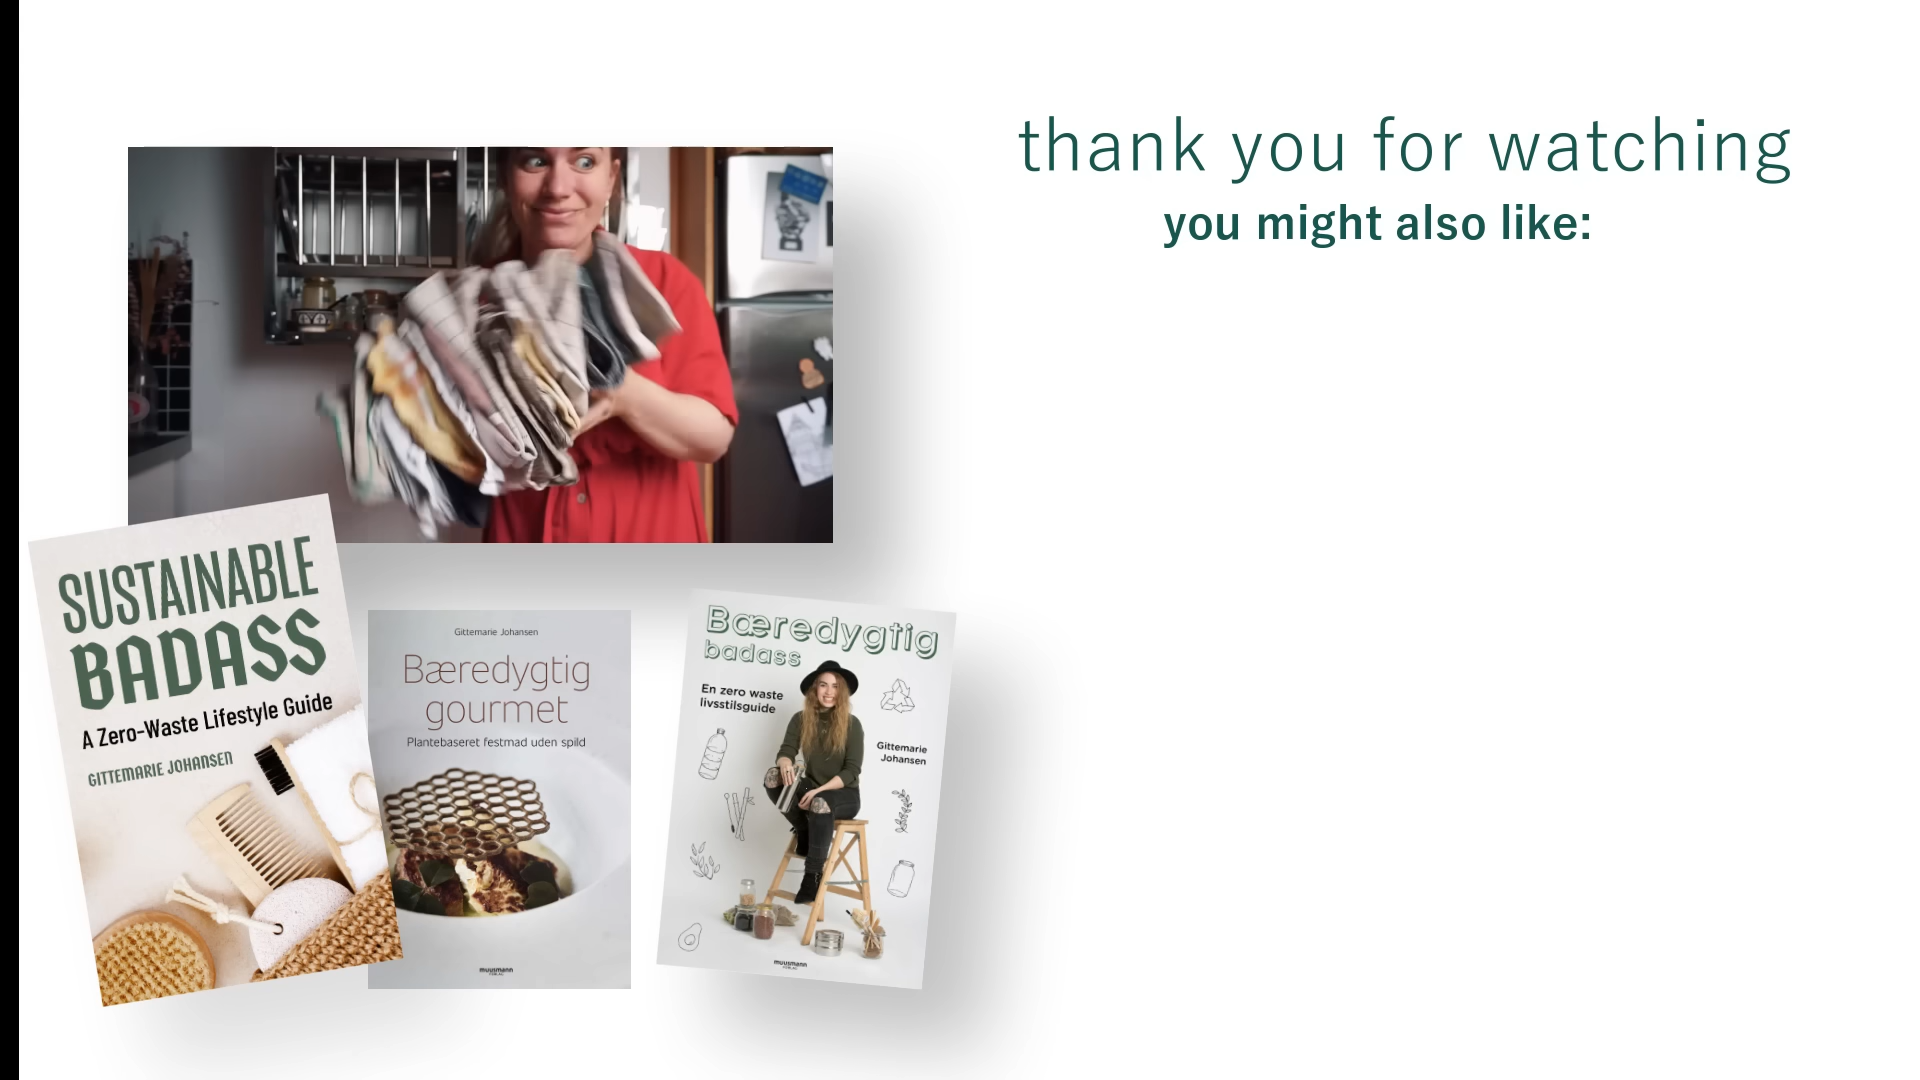 thank you for watching
you might also like:
SUSTAINABLE
BADASS
A Zero-Waste Lifestyle Guide
GITTEMARIE JOHANSEN
Gittemarie Johansen
Bæredygtig
gourmet
Plantebaseret festmad uden spild
muusmann
Bæredygtig
badass
En zero waste
livsstilsguide
Gittemarie
Johansen
muusmann